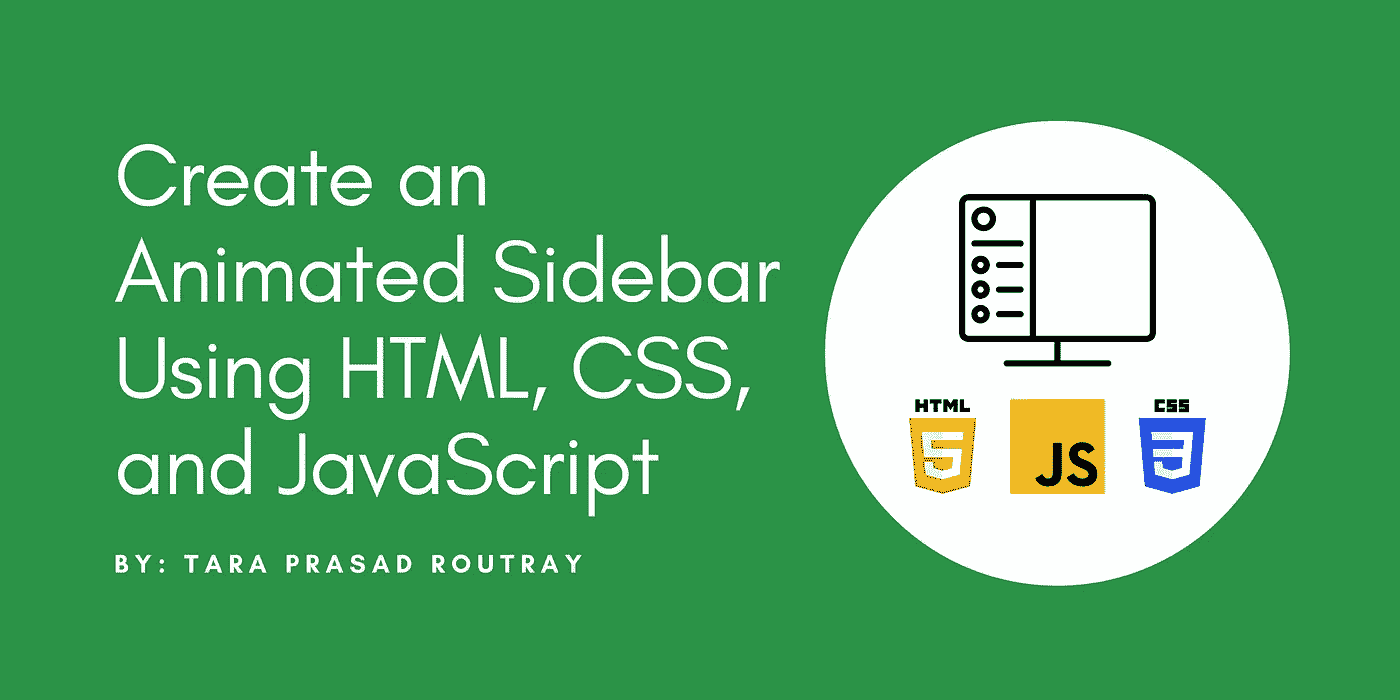 Create an
Animated Sidebar
Using HTML, CSS,
and JavaScript
BY: TARA PRASAD ROUTRAY
HTML
5
JS
CSS
3